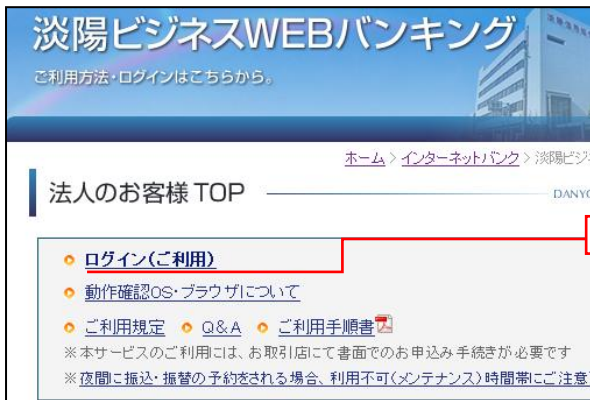 淡陽ビジネスWEBバンキング
ご利用方法・ログインはこちらから。
ホーム > インターネットバンク > 淡陽ビジ
法人のお客様 TOP
DANYO
ログイン(ご利用)
動作確認OS・ブラウザについて
ご利用規定 Q&A ご利用手順書
※本サービスのご利用には、お取引店にて書面でのお申込み手続きが必要です
※夜間に振込・振替の予約をされる場合、利用不可(メンテナンス)時間帯にご注意